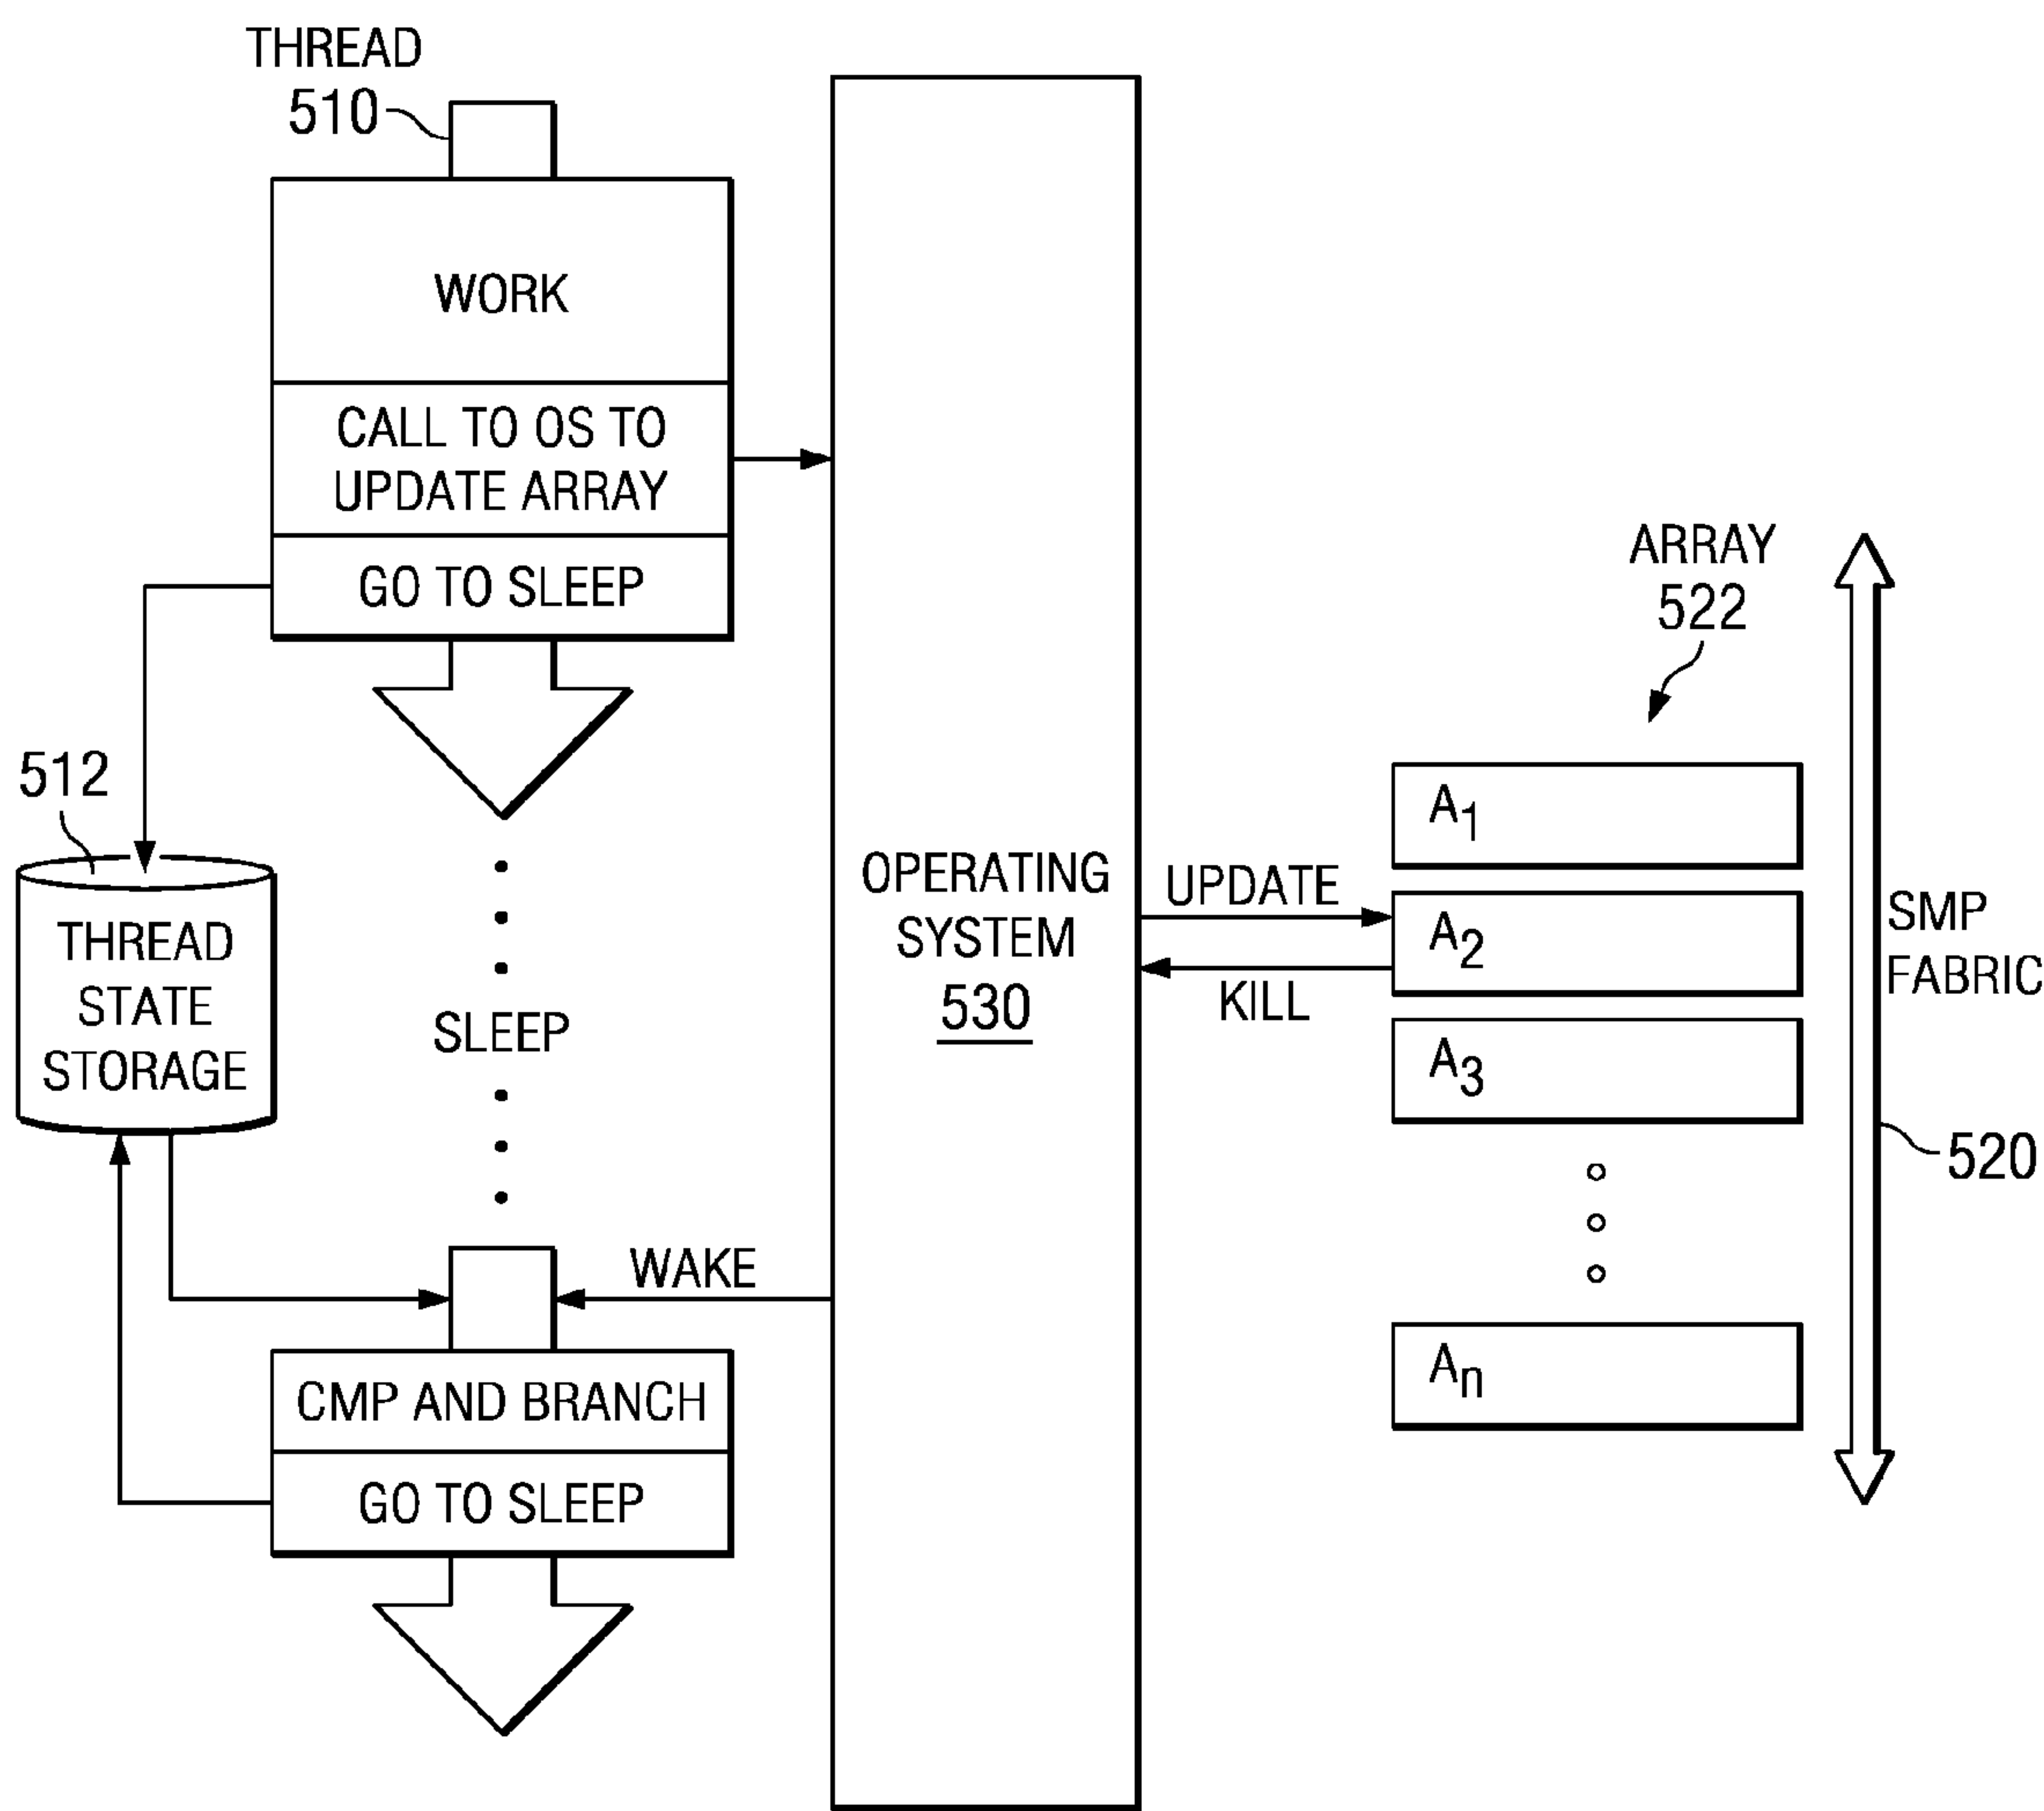 THREAD
510
WORK
CALL TO OS TO
UPDATE ARRAY
GO TO SLEEP
512
THREAD
STATE
STORAGE
SLEEP
WAKE
CMP AND BRANCH
GO TO SLEEP
OPERATING
SYSTEM
530
UPDATE
KILL
ARRAY
522
A1
A2
A3
An
SMP
FABRIC
520